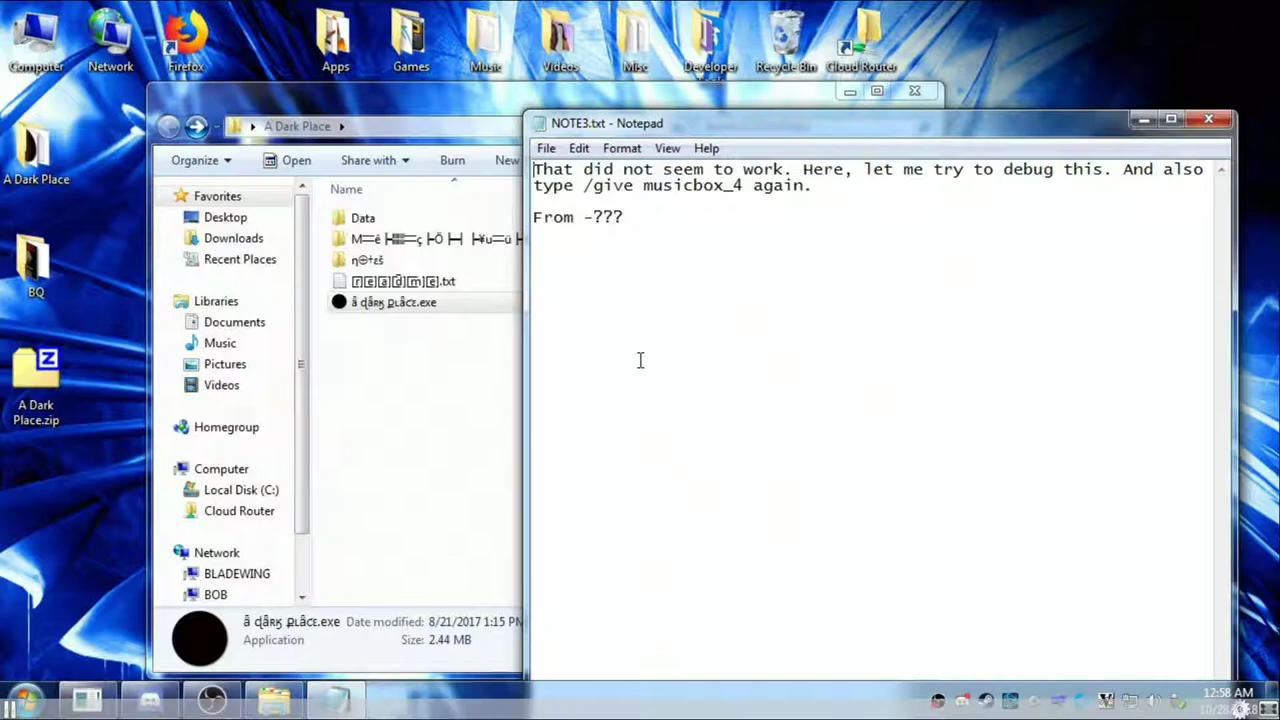 Computer
Network
Firefox
Apps
Games
Music
Videos
Misc
Developer
Recycle Bin
Cloud Router
A Dark Place
BQ
Z
A Dark
Place.zip
A Dark Place
Organize
Open
Share with
Burn
New
Favorites
Desktop
Downloads
Recent Places
Libraries
Documents
Music
Pictures
Videos
Homegroup
Computer
Local Disk (C:)
Cloud Router
Network
BLADEWING
BOB
Name
Data
NOTE3.txt - Notepad
File Edit Format View Help
That did not seem to work. Here, let me try to debug this. And also
type /give musicbox_4 again.
From -???
Date modified: 8/21/2017 1:15 PM
Application
Size: 2.44 MB
12:58 AM